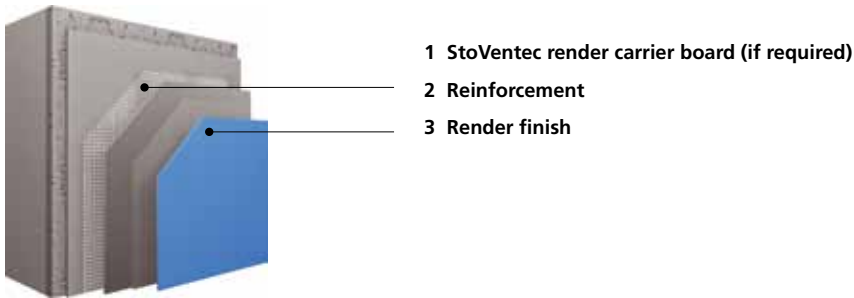 1 StoVentec render carrier board (if required)
2 Reinforcement
3 Render finish